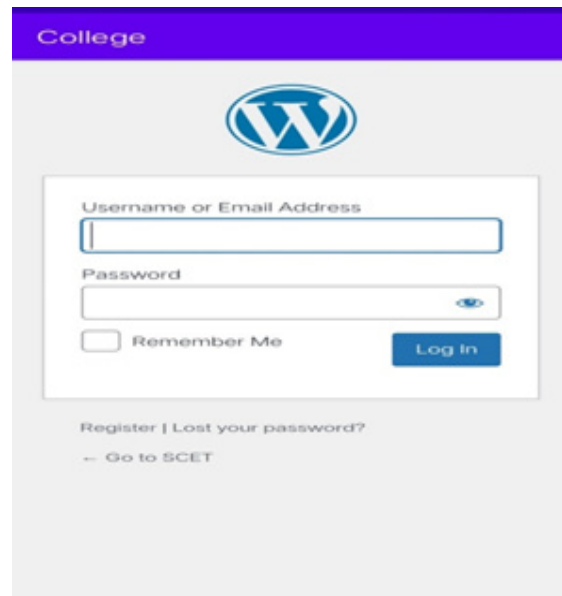 College
Username or Email Address
Password
Remember Me
Log In
Register | Lost your password?
← Go to SCET